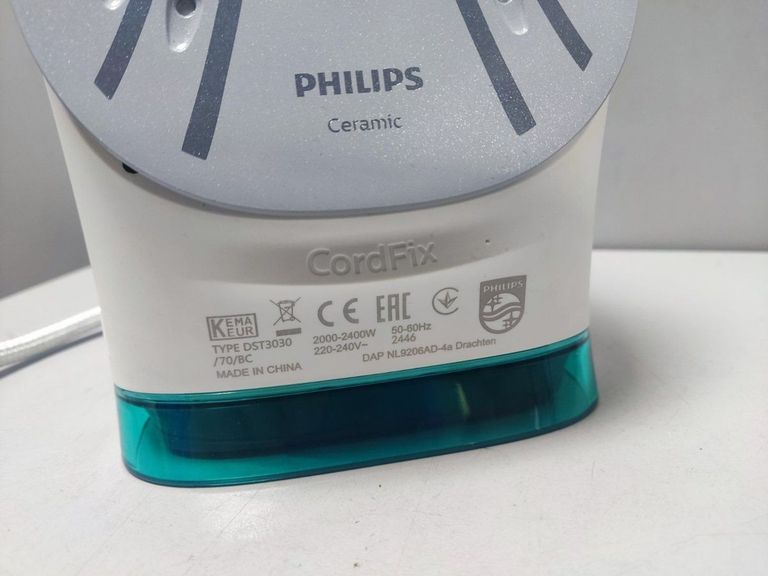 PHILIPS
Ceramic
CordFix
KEMA
KEUR
CE EAC
PHILIPS
TYPE DST3030
/70/BC
MADE IN CHINA
2000-2400W
220-240V~
50-60Hz
2446
DAP NL9206AD-4a Drachten